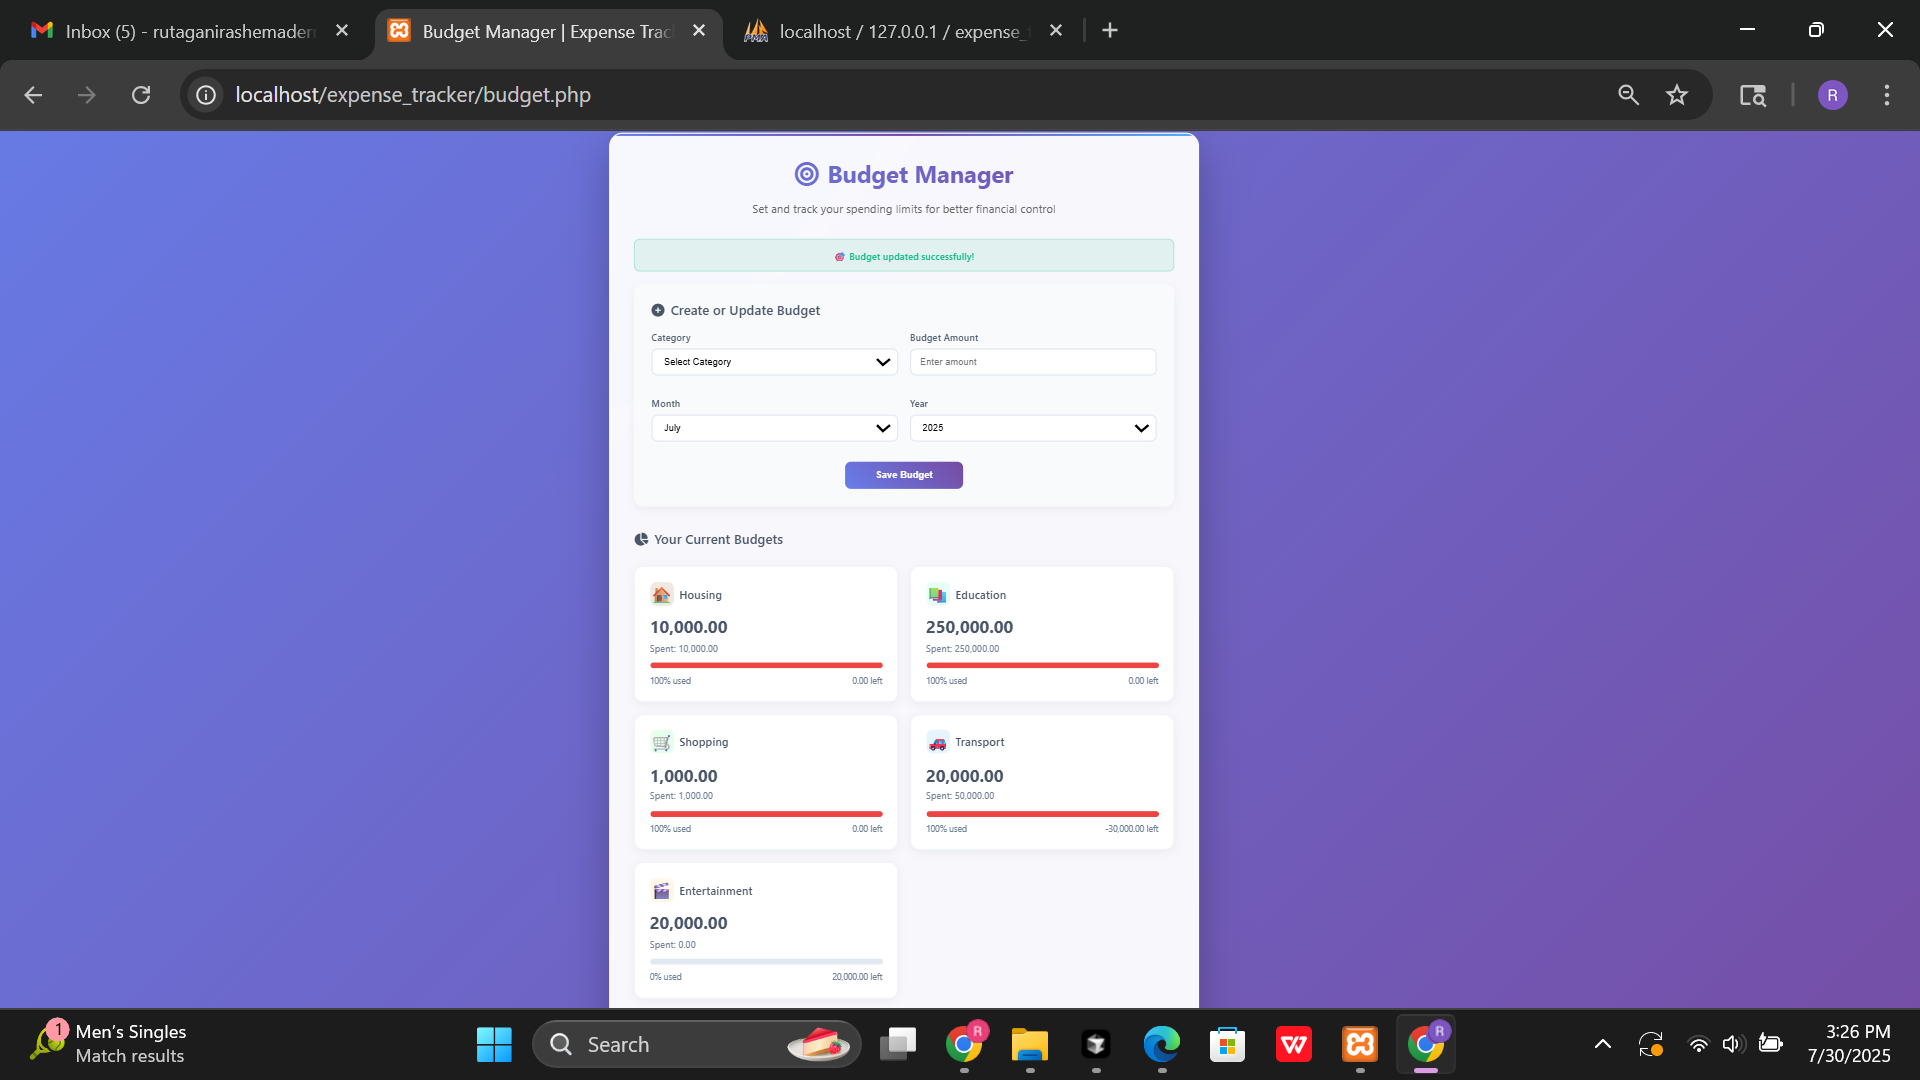 Inbox (5) - rutaganirashemader
Budget Manager | Expense Trac
localhost / 127.0.0.1 / expense_t
localhost/expense_tracker/budget.php
R
Budget Manager
Set and track your spending limits for better financial control
Budget updated successfully!
Create or Update Budget
Category
Budget Amount
Select Category
Enter amount
Month
Year
July
2025
Save Budget
Your Current Budgets
Housing
10,000.00
Spent: 10,000.00
100% used
0.00 left
Education
250,000.00
Spent: 250,000.00
100% used
0.00 left
Shopping
1,000.00
Spent: 1,000.00
100% used
0.00 left
Transport
20,000.00
Spent: 50,000.00
100% used
-30,000.00 left
Entertainment
20,000.00
Spent: 0.00
0% used
20,000.00 left
1
Men's Singles
Match results
Search
R
R
3:26 PM
7/30/2025